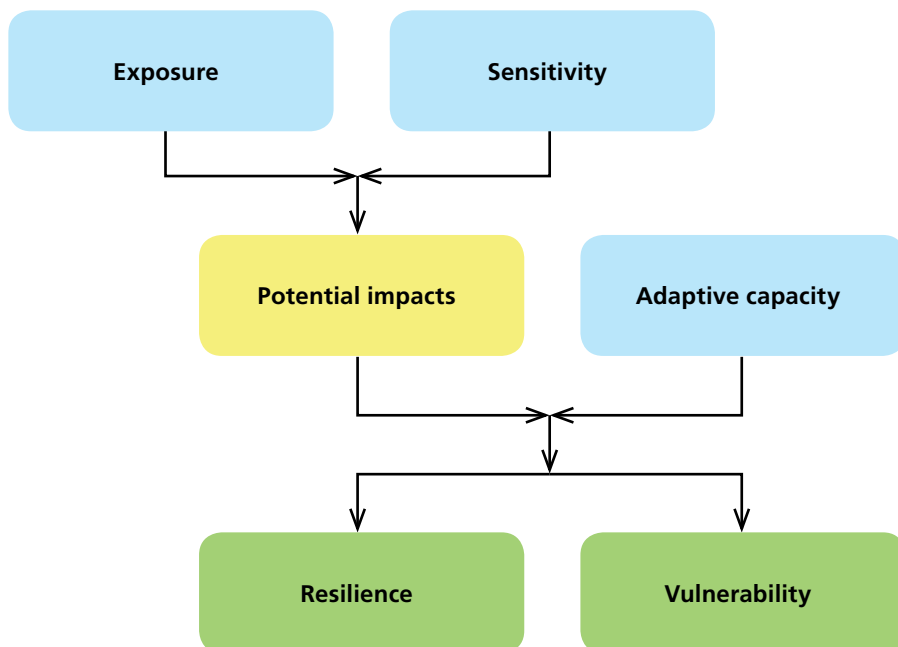 Exposure
Sensitivity
Potential impacts
Adaptive capacity
Resilience
Vulnerability